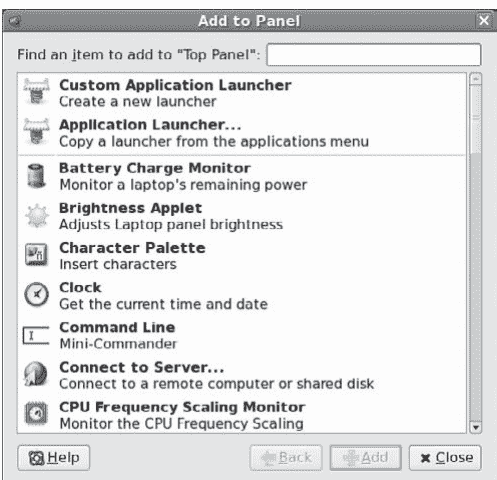 Add to Panel
Find an item to add to "Top Panel":
Custom Application Launcher
Create a new launcher
Application Launcher...
Copy a launcher from the applications menu
Battery Charge Monitor
Monitor a laptop's remaining power
Brightness Applet
Adjusts Laptop panel brightness
Character Palette
Insert characters
Clock
Get the current time and date
Command Line
Mini-Commander
Connect to Server...
Connect to a remote computer or shared disk
CPU Frequency Scaling Monitor
Monitor the CPU Frequency Scaling
Help Back Add Close